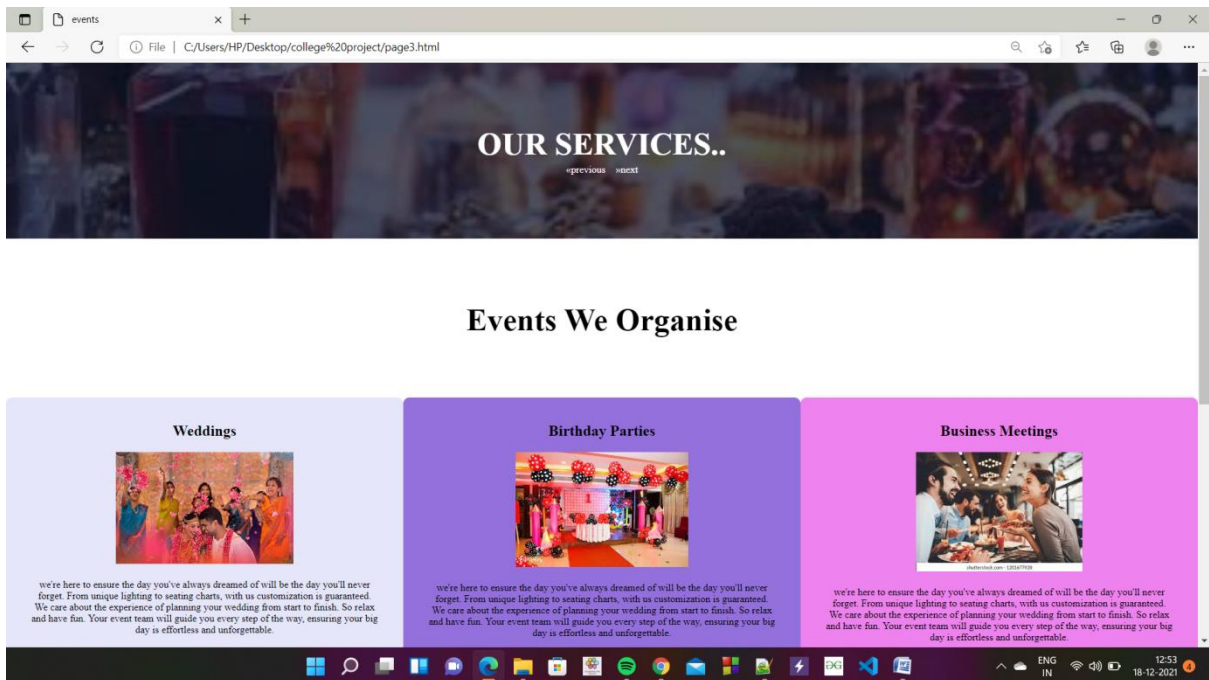 events
File | C:/Users/HP/Desktop/college%20project/page3.html
OUR SERVICES..
«previous »next
Events We Organise
Weddings
we're here to ensure the day you've always dreamed of will be the day you'll never
forget. From unique lighting to seating charts, with us customization is guaranteed.
We care about the experience of planning your wedding from start to finish. So relax
and have fun. Your event team will guide you every step of the way, ensuring your big
day is effortless and unforgettable.
Birthday Parties
1
we're here to ensure the day you've always dreamed of will be the day you'll never
forget. From unique lighting to seating charts, with us customization is guaranteed.
We care about the experience of planning your wedding from start to finish. So relax
and have fun. Your event team will guide you every step of the way, ensuring your big
day is effortless and unforgettable.
Business Meetings
shutterstock.com · 1201677928
we're here to ensure the day you've always dreamed of will be the day you'll never
forget. From unique lighting to seating charts, with us customization is guaranteed.
We care about the experience of planning your wedding from start to finish. So relax
and have fun. Your event team will guide you every step of the way, ensuring your big
day is effortless and unforgettable.
ENG
IN
12:53
18-12-2021
4